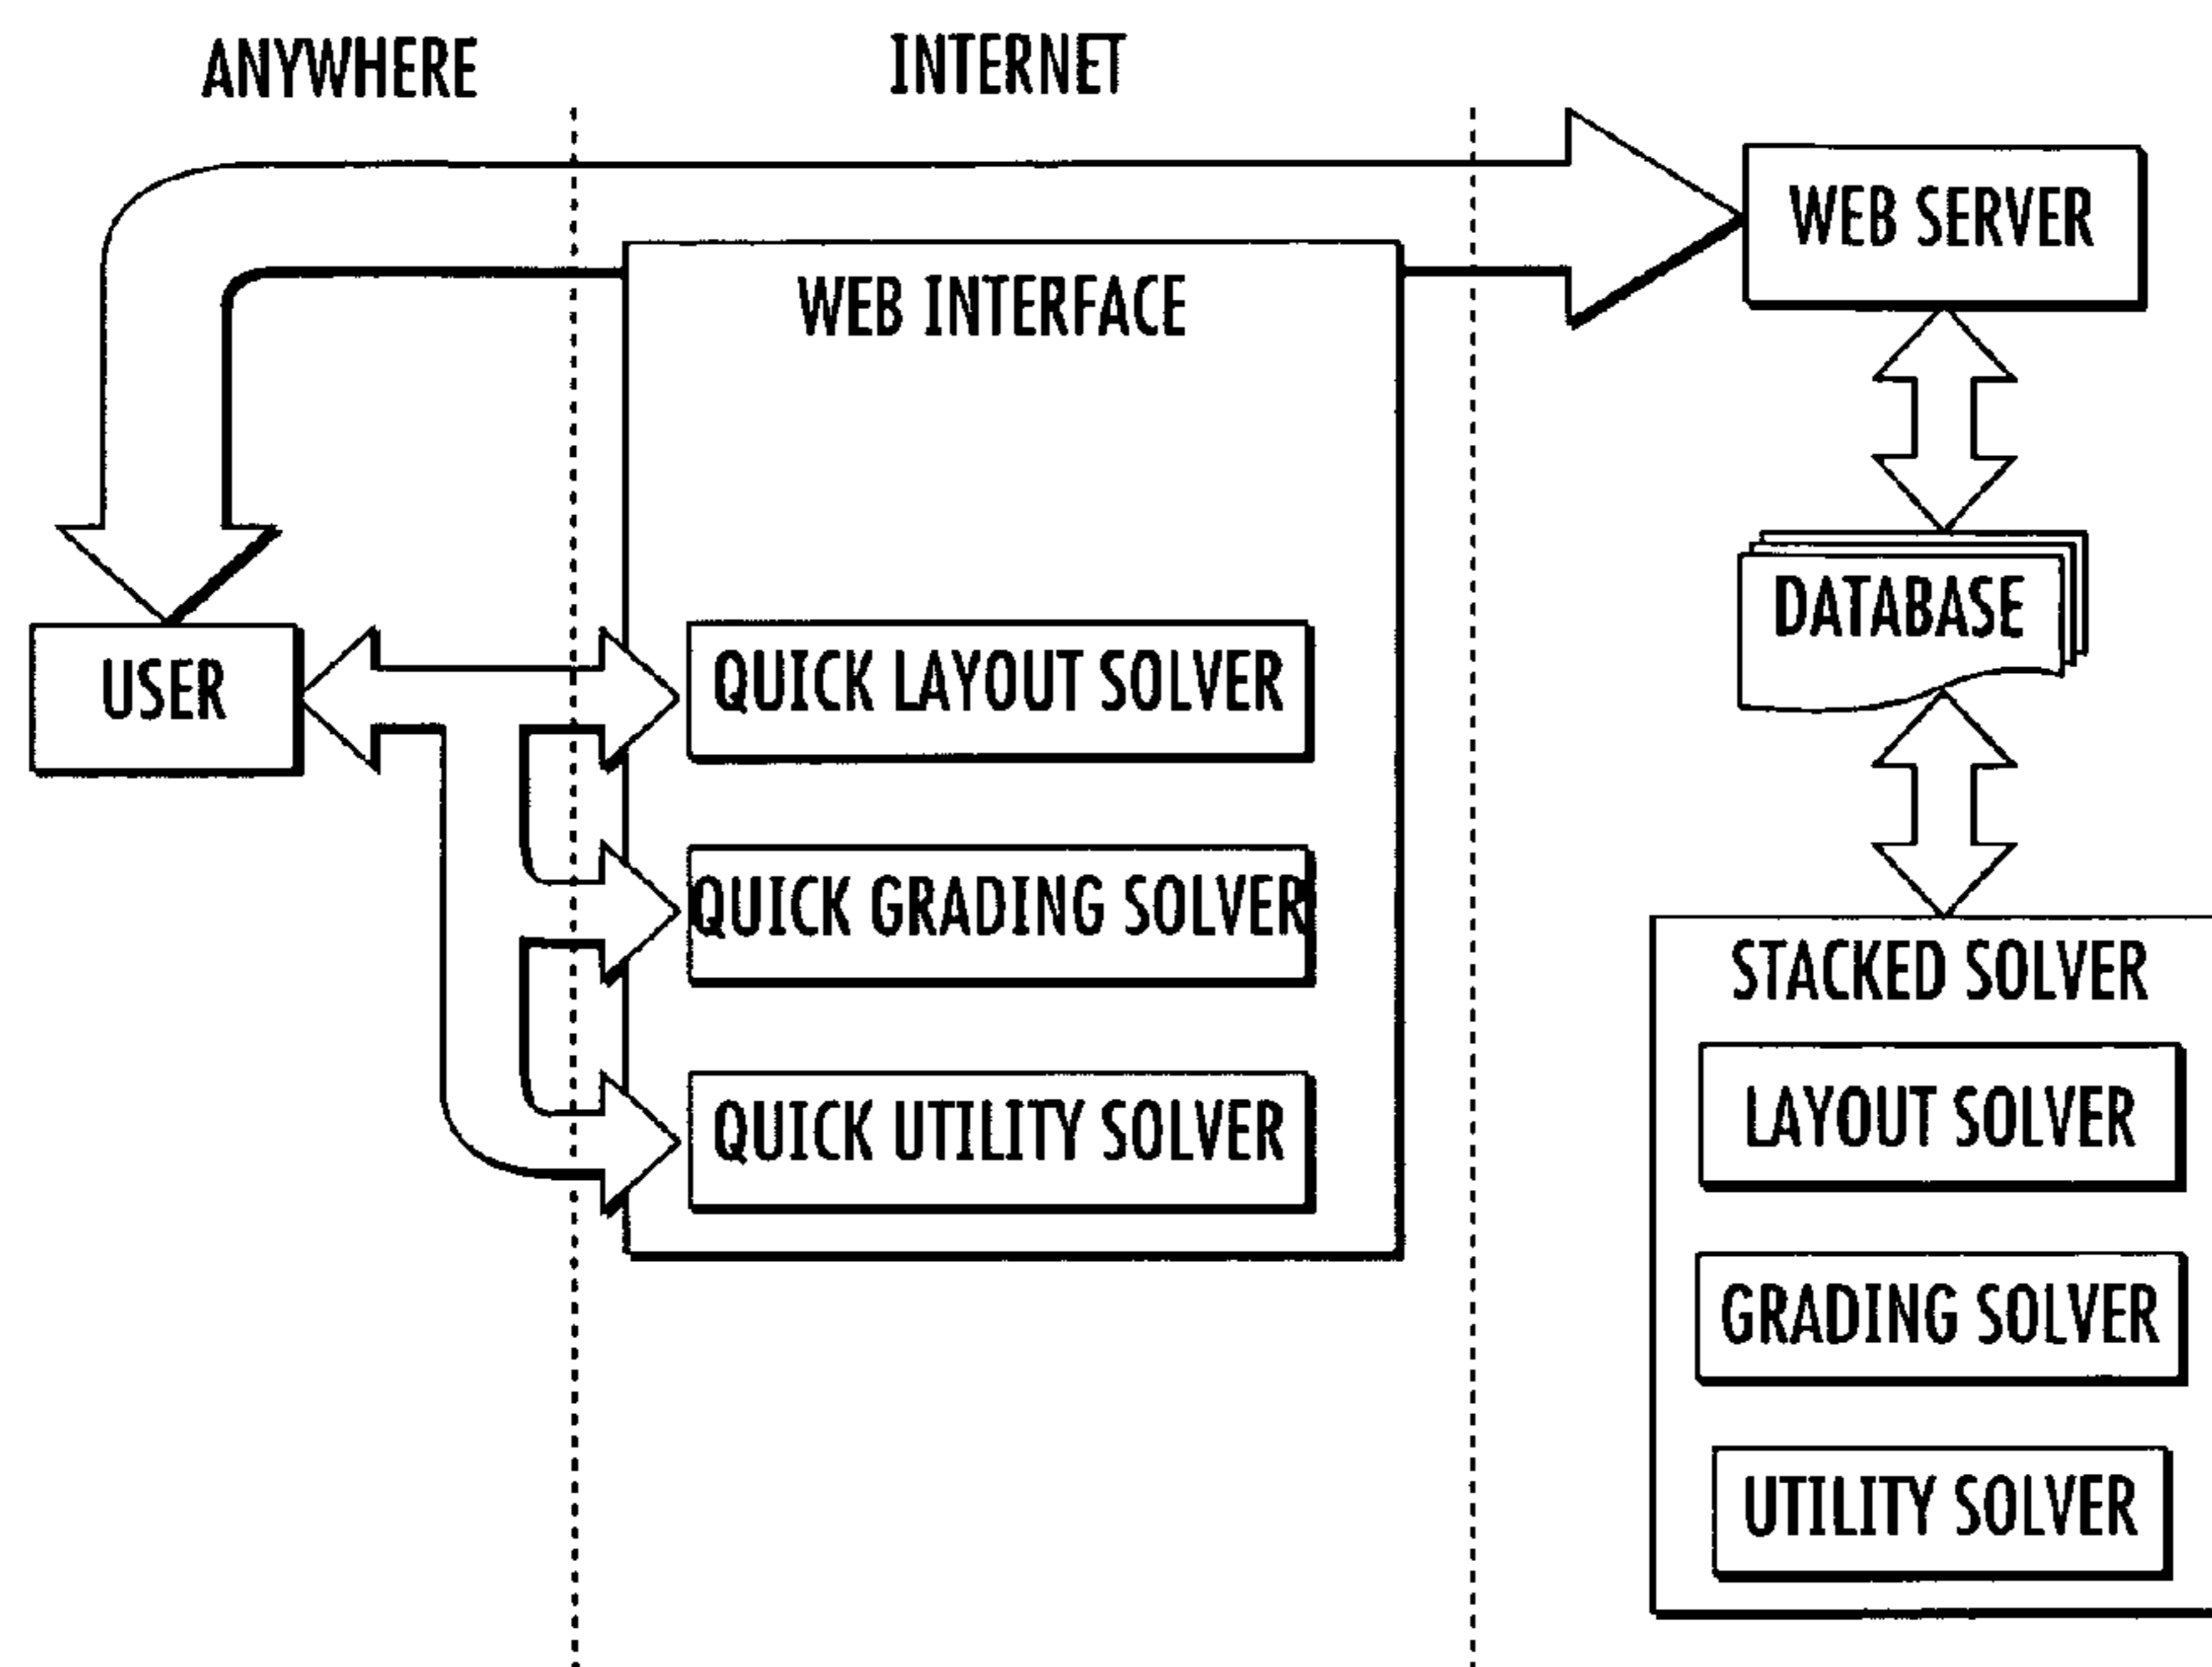 ANYWHERE
INTERNET
WEB SERVER
WEB INTERFACE
DATABASE
USER
QUICK LAYOUT SOLVER
QUICK GRADING SOLVER
QUICK UTILITY SOLVER
STACKED SOLVER
LAYOUT SOLVER
GRADING SOLVER
UTILITY SOLVER